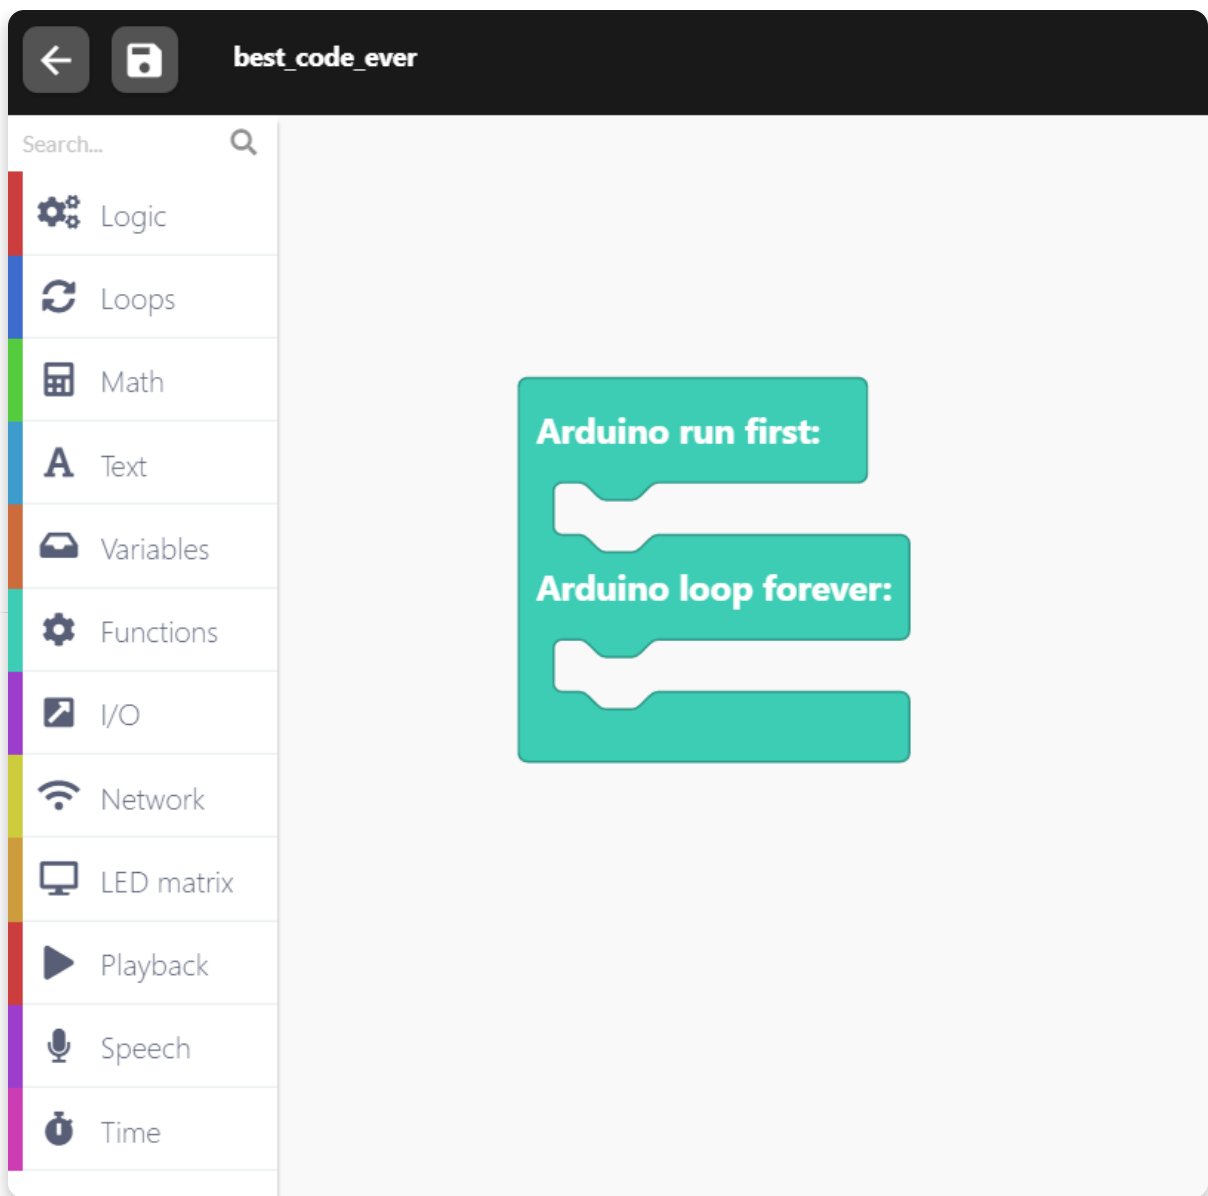 best_code_ever
Search...
Logic
Loops
Math
Text
Variables
Functions
I/O
Network
LED matrix
Playback
Speech
Time
Arduino run first:
Arduino loop forever: